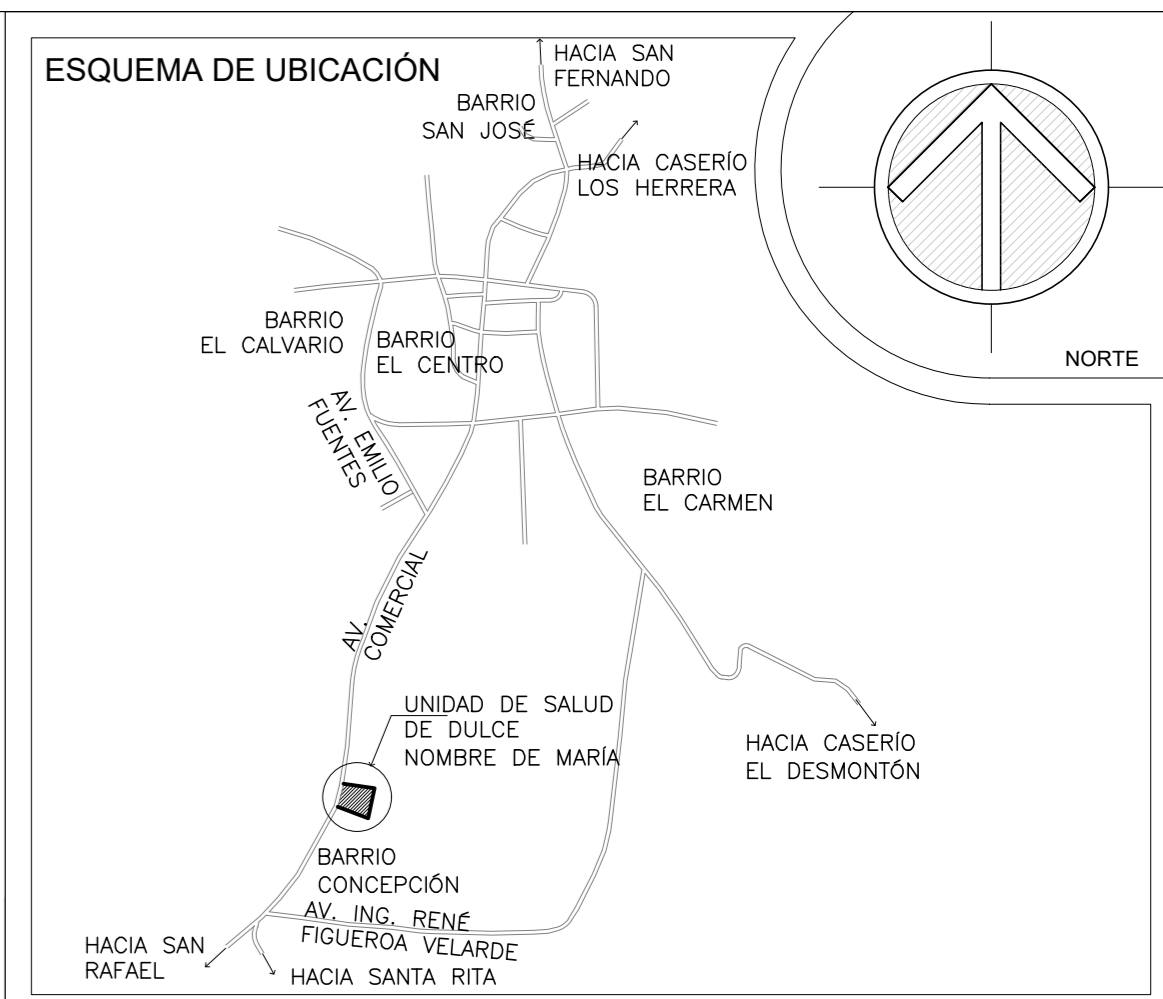 ESQUEMA DE UBICACIÓN
HACIA SAN
FERNANDO
BARRIO
SAN JOSÉ
HACIA CASERÍO
LOS HERRERA
NORTE
BARRIO
EL CALVARIO
BARRIO
EL CENTRO
AV. EMILIO
FUENTES
BARRIO
EL CARMEN
AV.
COMERCIAL
UNIDAD DE SALUD
DE DULCE
NOMBRE DE MARÍA
HACIA CASERÍO
EL DESMONTÓN
BARRIO
CONCEPCIÓN
AV. ING. RENÉ
FIGUEROA VELARDE
HACIA SAN
RAFAEL
HACIA SANTA RITA